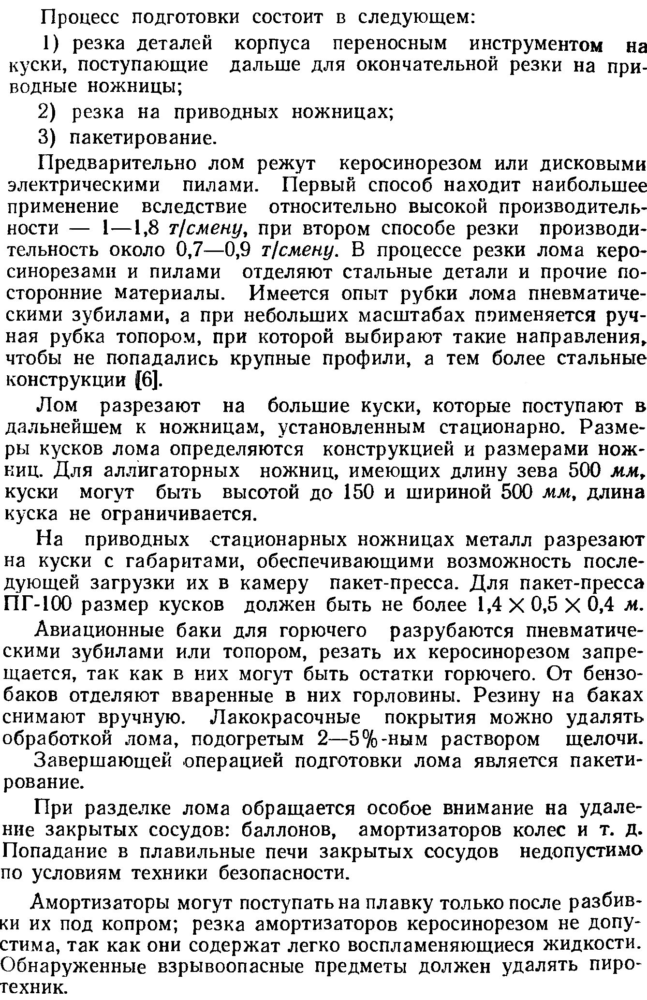 Процесс подготовки состоит в следующем:
1) резка деталей корпуса переносным инструментом на
куски, поступающие дальше для окончательной резки на при-
водные ножницы;
2) резка на приводных ножницах;
3) пакетирование.
Предварительно лом режут керосинорезом или дисковыми
электрическими пилами. Первый способ находит наибольшее
применение вследствие относительно высокой производитель-
ности — 1—1,8 т/смену, при втором способе резки производи-
тельность около 0,7—0,9 т/смену. В процессе резки лома керо-
синорезами и пилами отделяют стальные детали и прочие по-
сторонние материалы. Имеется опыт рубки лома пневматиче-
скими зубилами, а при небольших масштабах применяется руч-
ная рубка топором, при которой выбирают такие направления,
чтобы не попадались крупные профили, а тем более стальные
конструкции [6].
Лом разрезают на большие куски, которые поступают в
дальнейшем к ножницам, установленным стационарно. Разме-
ры кусков лома определяются конструкцией и размерами нож-
ниц. Для аллигаторных ножниц, имеющих длину зева 500 мм,
куски могут быть высотой до 150 и шириной 500 мм, длина
куска не ограничивается.
На приводных стационарных ножницах металл разрезают
на куски с габаритами, обеспечивающими возможность после-
дующей загрузки их в камеру пакет-пресса. Для пакет-пресса
ПГ-100 размер кусков должен быть не более 1,4 X 0,5 X 0,4 м.
Авиационные баки для горючего разрубаются пневматиче-
скими зубилами или топором, резать их керосинорезом запре-
щается, так как в них могут быть остатки горючего. От бензо-
баков отделяют вваренные в них горловины. Резину на баках
снимают вручную. Лакокрасочные покрытия можно удалять
обработкой лома, подогретым 2—5%-ным раствором щелочи.
Завершающей операцией подготовки лома является пакети-
рование.
При разделке лома обращается особое внимание на удале-
ние закрытых сосудов: баллонов, амортизаторов колес и т. д.
Попадание в плавильные печи закрытых сосудов недопустимо
по условиям техники безопасности.
Амортизаторы могут поступать на плавку только после разбив-
ки их под копром; резка амортизаторов керосинорезом не допу-
стима, так как они содержат легко воспламеняющиеся жидкости.
Обнаруженные взрывоопасные предметы должен удалять пиро-
техник.